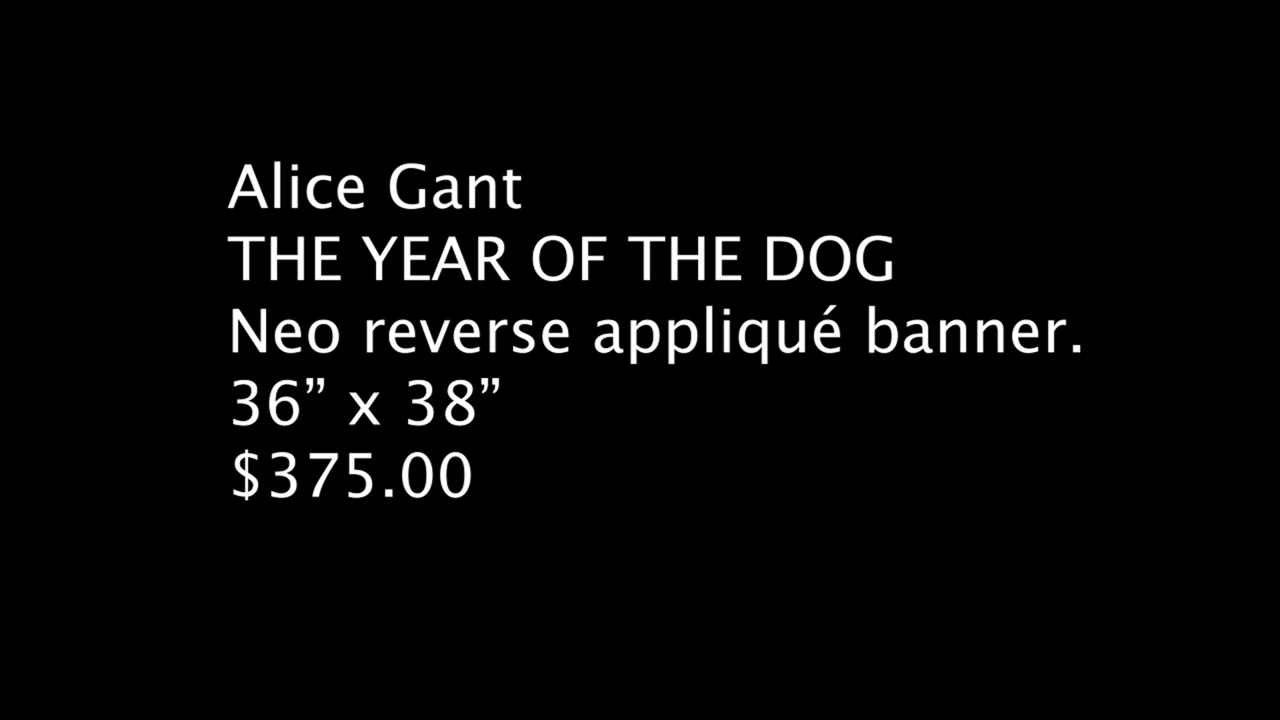 Alice Gant
THE YEAR OF THE DOG
Neo reverse appliqué banner.
36” x 38”
$375.00